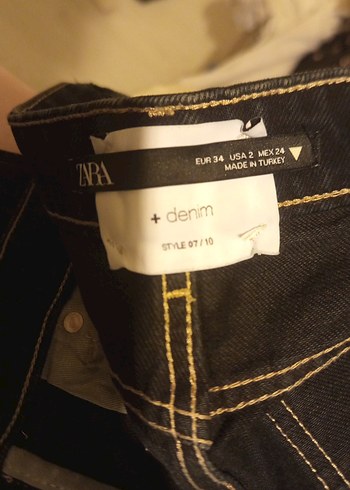 ZARA
EUR 34 USA 2 MEX 24
MADE IN TURKEY
+ denim
STYLE 07 / 10